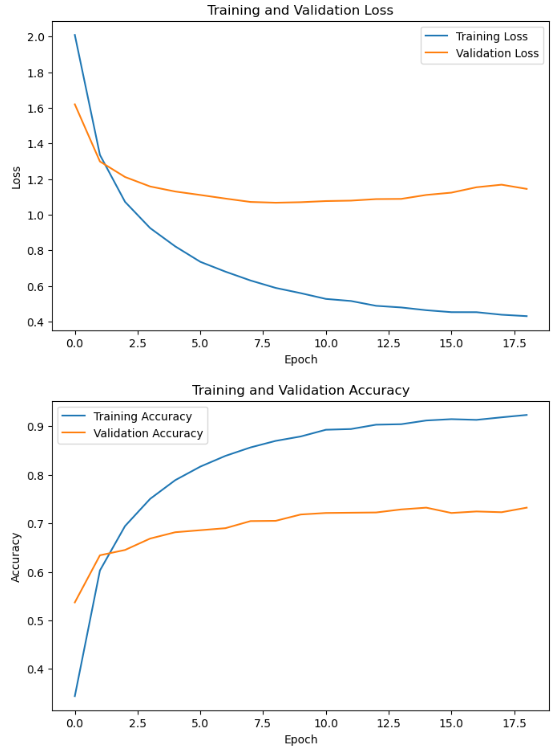 Training and Validation Loss
2.0
1.8
1.6
1.4
1.2
1.0
0.8
0.6
0.4
Loss
Training Loss
Validation Loss
0.0 2.5 5.0 7.5 10.0 12.5 15.0 17.5
Epoch
Training and Validation Accuracy
Training Accuracy
Validation Accuracy
0.9
0.8
0.7
0.6
0.5
0.4
Accuracy
0.0 2.5 5.0 7.5 10.0 12.5 15.0 17.5
Epoch